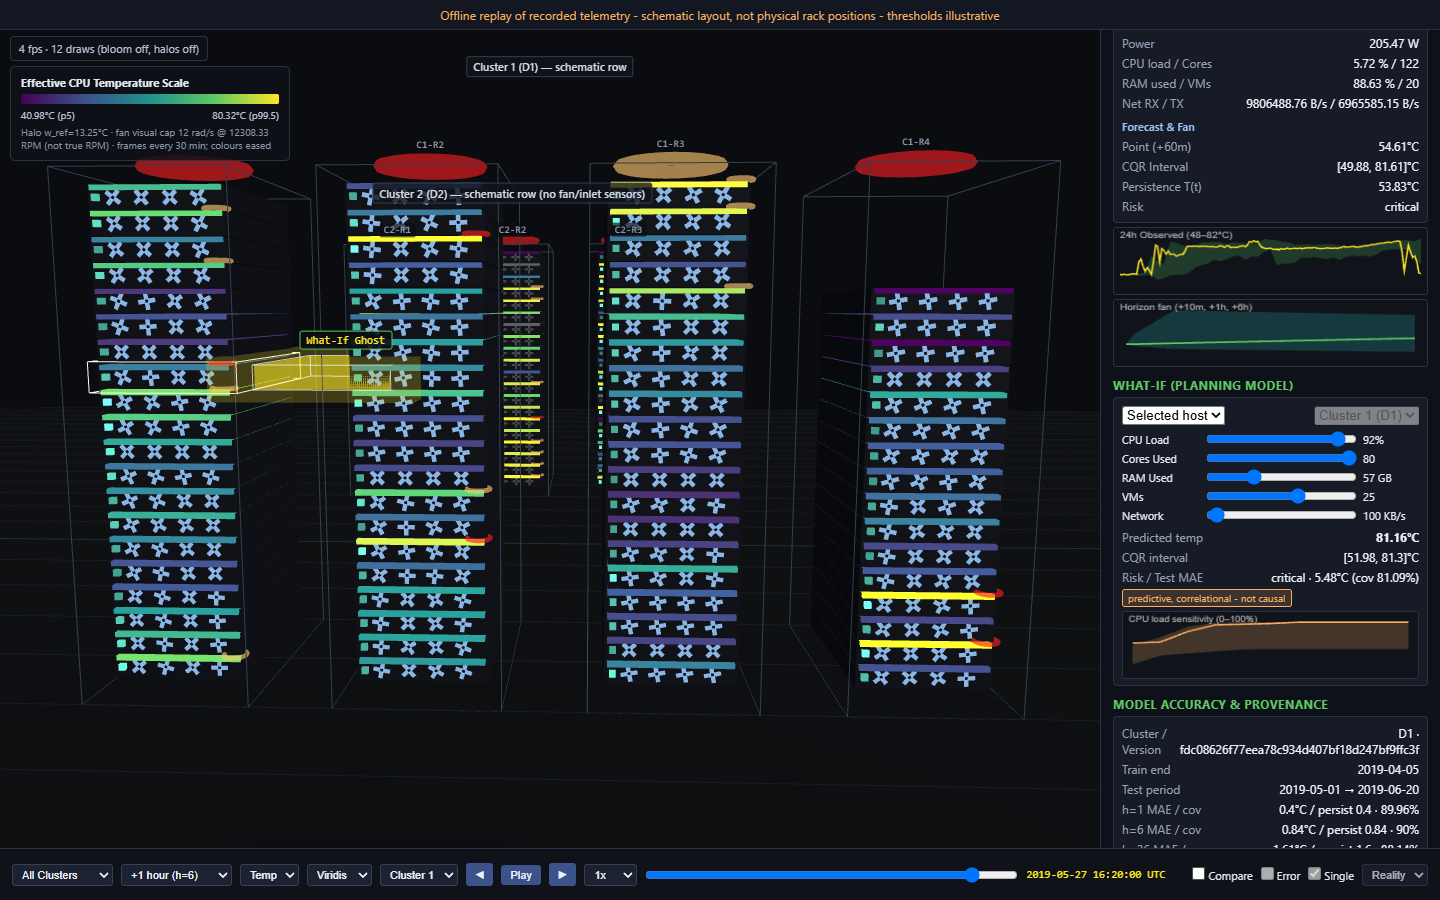 Offline replay of recorded telemetry - schematic layout, not physical rack positions - thresholds illustrative
4 fps · 12 draws (bloom off, halos off)
Effective CPU Temperature Scale
40.98°C (p5) 80.32°C (p99.5)
Halo w_ref=13.25°C · fan visual cap 12 rad/s @ 12308.33
RPM (not true RPM) · frames every 30 min; colours eased
Cluster 1 (D1) — schematic row
C1-R2
C1-R3
C1-R4
Cluster 2 (D2) — schematic row (no fan/inlet sensors)
C2-R1
C2-R2
C2-R3
What-If Ghost
Power 205.47 W
CPU load / Cores 5.72 % / 122
RAM used / VMs 88.63 % / 20
Net RX / TX 9806488.76 B/s / 6965585.15 B/s
Forecast & Fan
Point (+60m) 54.61°C
CQR Interval [49.88, 81.61]°C
Persistence T(t) 53.83°C
Risk critical
24h Observed (48–82°C)
Horizon fan (+10m, +1h, +6h)
WHAT-IF (PLANNING MODEL)
Selected host Cluster 1 (D1)
CPU Load 92%
Cores Used 80
RAM Used 57 GB
VMs 25
Network 100 KB/s
Predicted temp 81.16°C
CQR interval [51.98, 81.3]°C
Risk / Test MAE critical · 5.48°C (cov 81.09%)
predictive, correlational - not causal
CPU load sensitivity (0–100%)
MODEL ACCURACY & PROVENANCE
Cluster / D1 ·
Version fdc08626f77eea78c934d407bf18d247bf9ffc3f
Train end 2019-04-05
Test period 2019-05-01 → 2019-06-20
h=1 MAE / cov 0.4°C / persist 0.4 · 89.96%
h=6 MAE / cov 0.84°C / persist 0.84 · 90%
All Clusters +1 hour (h=6) Temp Viridis Cluster 1 ◀ Play ▶ 1x 2019-05-27 16:20:00 UTC Compare Error Single Reality